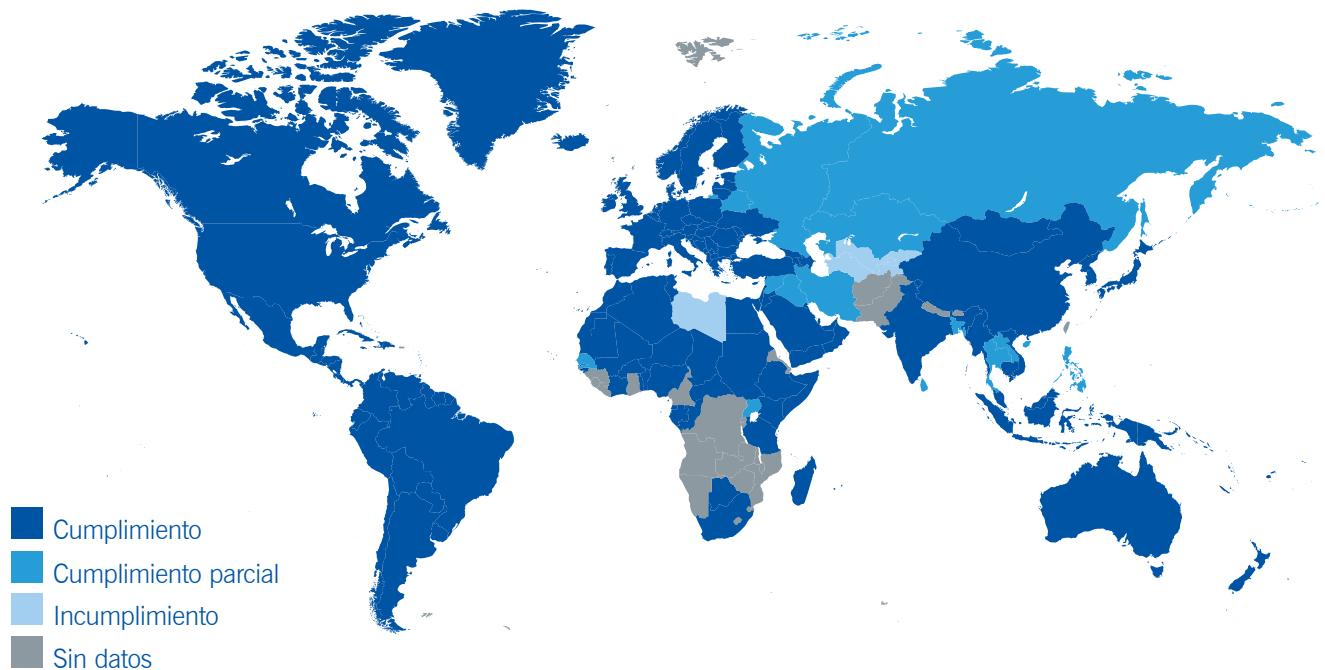 Cumplimiento
Cumplimiento parcial
Incumplimiento
Sin datos